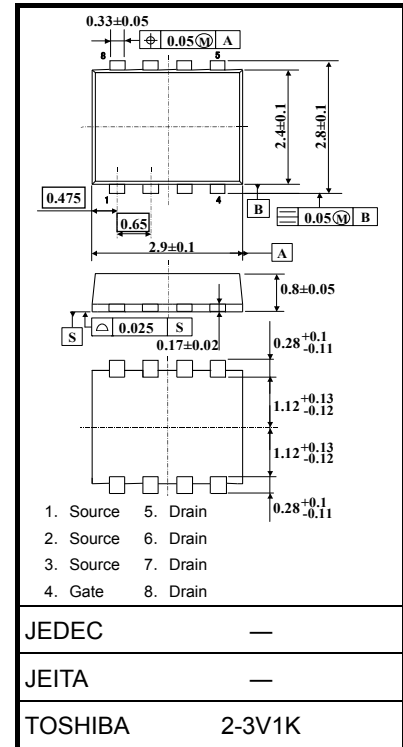 0.33±0.05
⌖ 0.05Ⓜ A
8 5
2.4±0.1
2.8±0.1
0.475
1 4
B
⌯ 0.05Ⓜ B
0.65
2.9±0.1
A
0.8±0.05
S
⌓ 0.025 S
0.17±0.02
0.28 +0.1 -0.11
1.12 +0.13 -0.12
1.12 +0.13 -0.12
0.28 +0.1 -0.11
1. Source 5. Drain
2. Source 6. Drain
3. Source 7. Drain
4. Gate 8. Drain
JEDEC —
JEITA —
TOSHIBA 2-3V1K